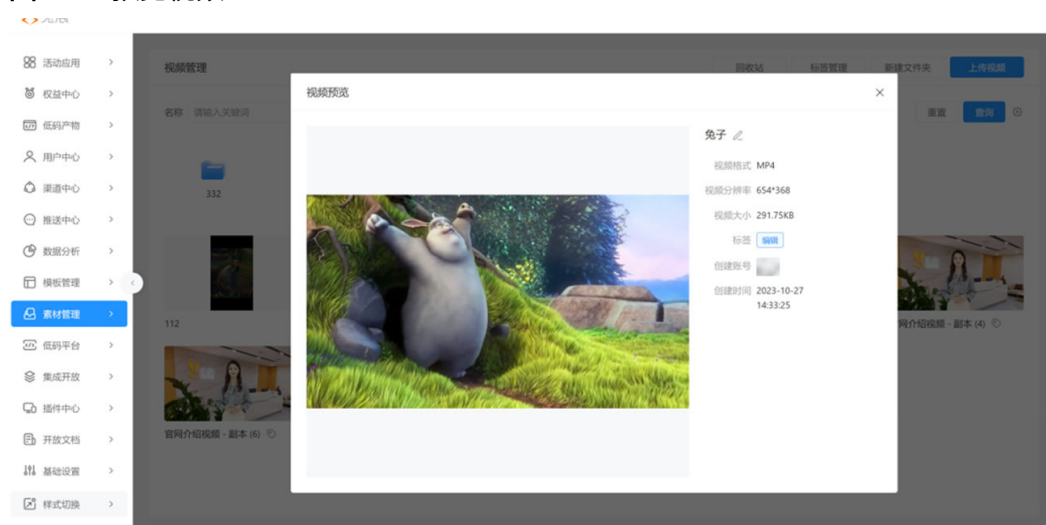 活动应用
权益中心
低码产物
用户中心
渠道中心
推送中心
数据分析
模板管理
素材管理
低码平台
集成开放
插件中心
开放文档
基础设置
样式切换
视频管理
回收站 标签管理 新建文件夹 上传视频
名称 请输入关键词
重置 查询
332
112
网介绍视频 - 副本 (4)
官网介绍视频 - 副本 (6)
视频预览
兔子
视频格式 MP4
视频分辨率 654*368
视频大小 291.75KB
标签 编辑
创建账号
创建时间 2023-10-27
14:33:25